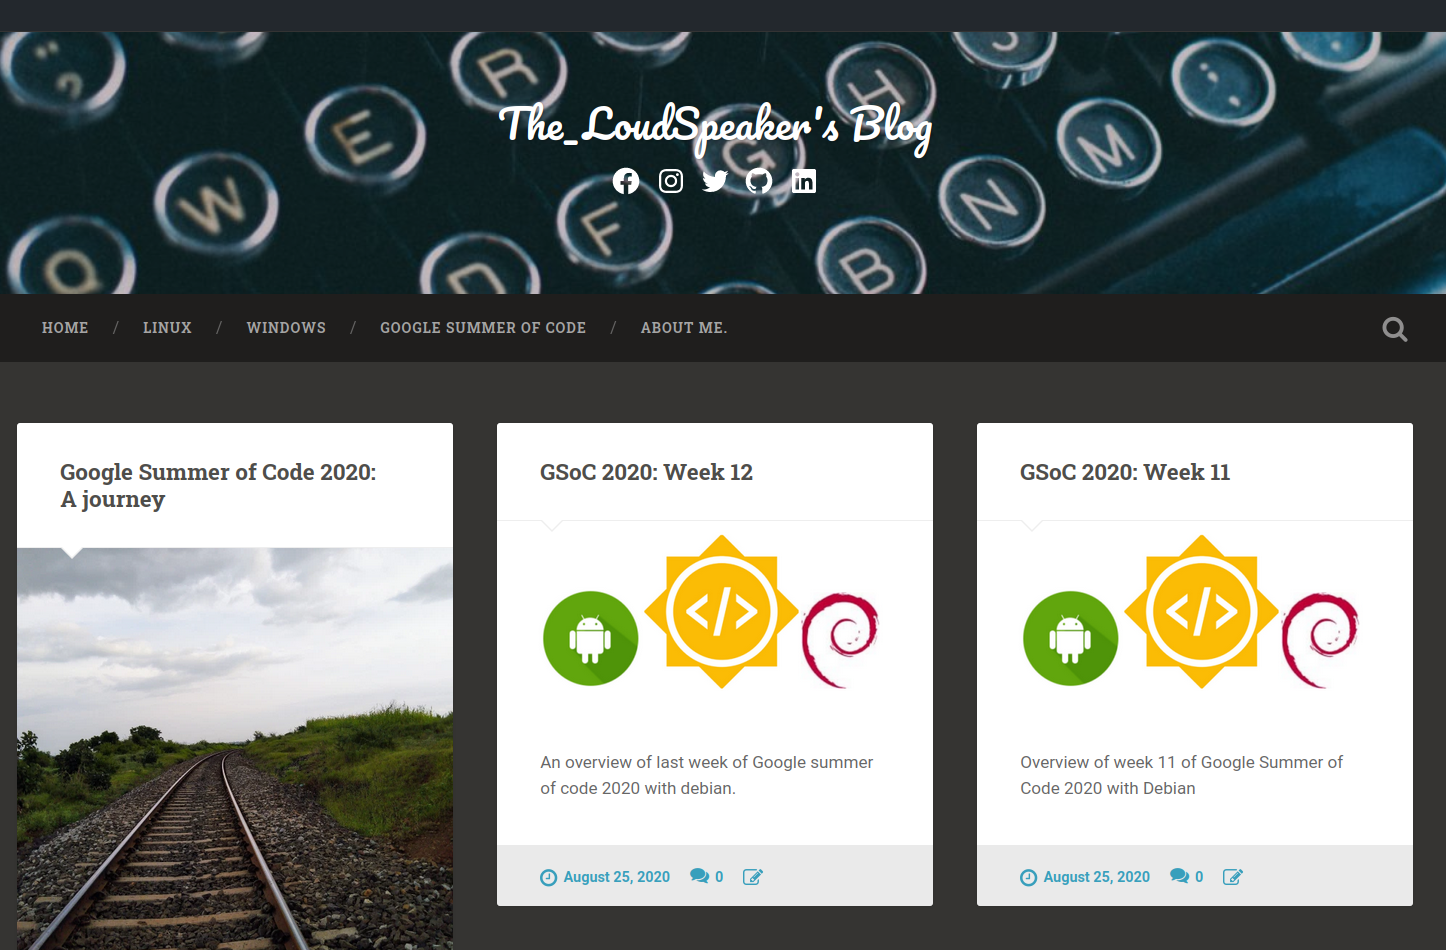 The_LoudSpeaker's Blog
R
H
S
E
G
M
W
F
N
Q
D
B
HOME / LINUX / WINDOWS / GOOGLE SUMMER OF CODE / ABOUT ME.
Google Summer of Code 2020:
A journey
GSoC 2020: Week 12
An overview of last week of Google summer
of code 2020 with debian.
August 25, 2020 0
GSoC 2020: Week 11
Overview of week 11 of Google Summer of
Code 2020 with Debian
August 25, 2020 0